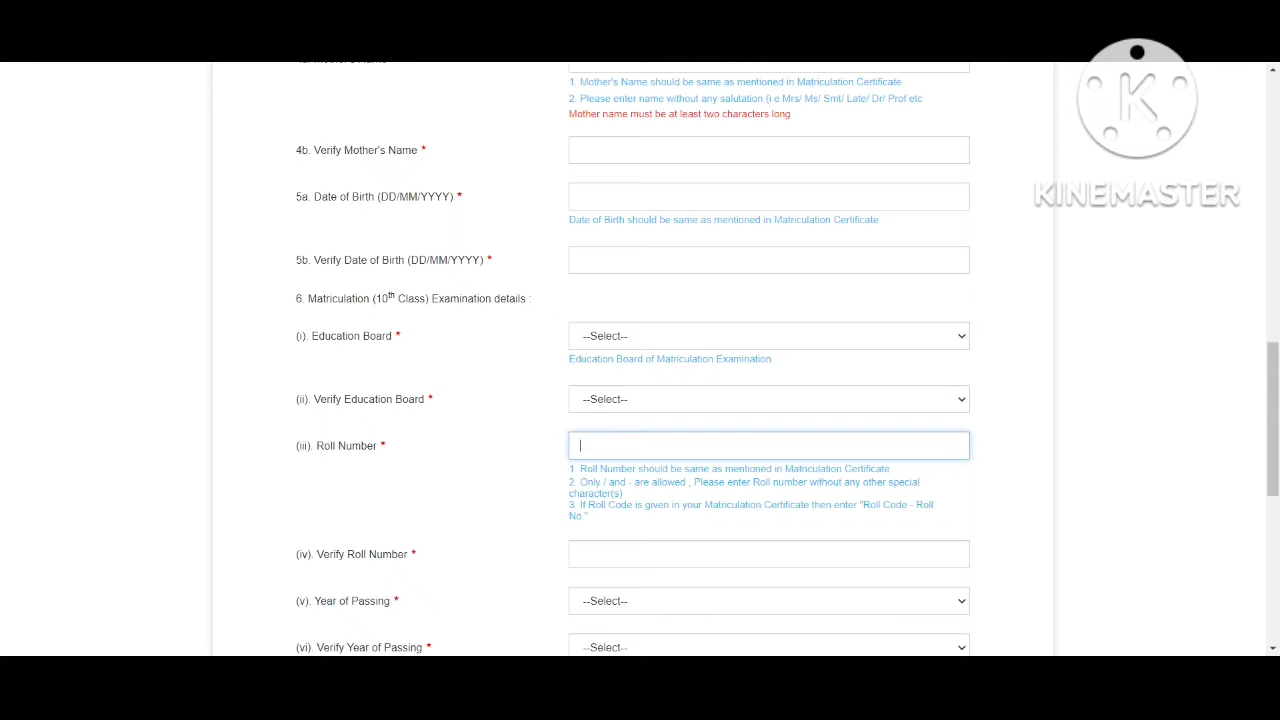 1. Mother's Name should be same as mentioned in Matriculation Certificate
2. Please enter name without any salutation (i e Mrs/ Ms/ Smt/ Late/ Dr/ Prof etc
Mother name must be at least two characters long
4b. Verify Mother's Name *
5a. Date of Birth (DD/MM/YYYY) *
Date of Birth should be same as mentioned in Matriculation Certificate
5b. Verify Date of Birth (DD/MM/YYYY) *
6. Matriculation (10th Class) Examination details :
(i). Education Board * --Select--
Education Board of Matriculation Examination
(ii). Verify Education Board * --Select--
(iii). Roll Number *
1 Roll Number should be same as mentioned in Matriculation Certificate
2. Only / and - are allowed , Please enter Roll number without any other special
character(s)
3. If Roll Code is given in your Matriculation Certificate then enter "Roll Code - Roll
No."
(iv). Verify Roll Number *
(v). Year of Passing * --Select--
(vi). Verify Year of Passing * --Select--
K
KINEMASTER